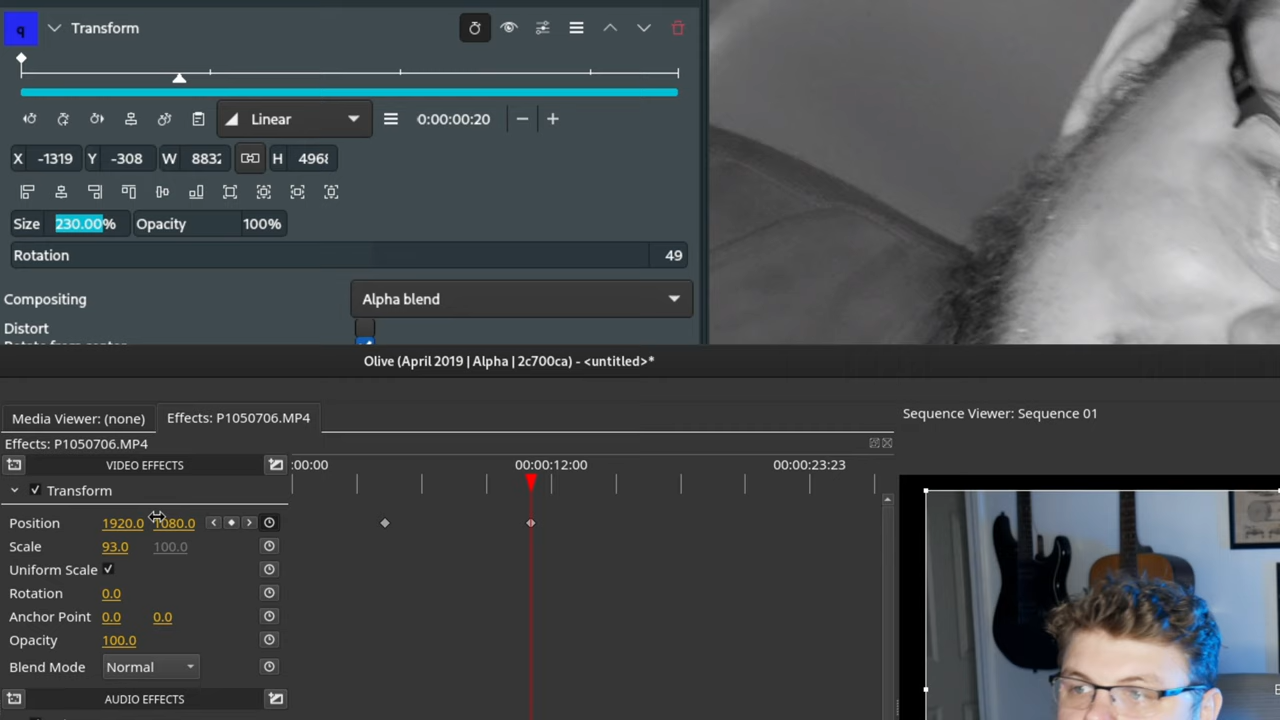 q Transform
Linear 0:00:00:20
X -1319 Y -308 W 8832 H 4968
Size 230.00% Opacity 100%
Rotation 49
Compositing Alpha blend
Distort
Olive (April 2019 | Alpha | 2c700ca) - <untitled>*
Media Viewer: (none) Effects: P1050706.MP4 Sequence Viewer: Sequence 01
Effects: P1050706.MP4
VIDEO EFFECTS :00:00 00:00:12:00 00:00:23:23
Transform
Position 1920.0 1080.0
Scale 93.0 100.0
Uniform Scale
Rotation 0.0
Anchor Point 0.0 0.0
Opacity 100.0
Blend Mode Normal
AUDIO EFFECTS